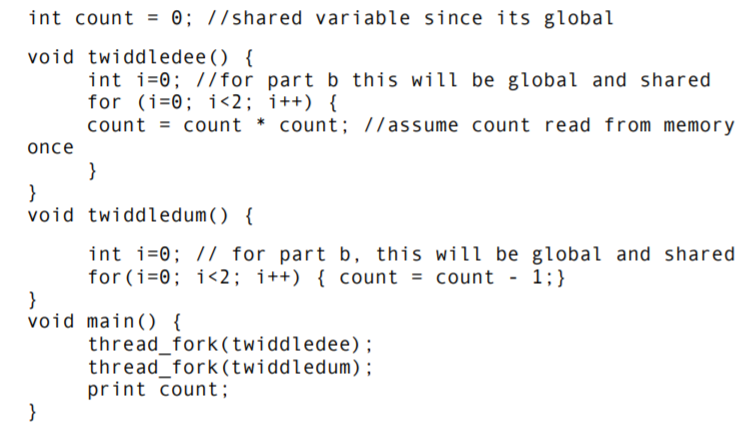 int count = 0; //shared variable since its global
void twiddledee() {
int i=0; //for part b this will be global and shared
for (i=0; i<2; i++) {
count = count * count; //assume count read from memory
once
}
}
void twiddledum() {
int i=0; // for part b, this will be global and shared
for(i=0; i<2; i++) { count = count - 1;}
}
void main() {
thread_fork(twiddledee);
thread_fork(twiddledum);
print count;
}